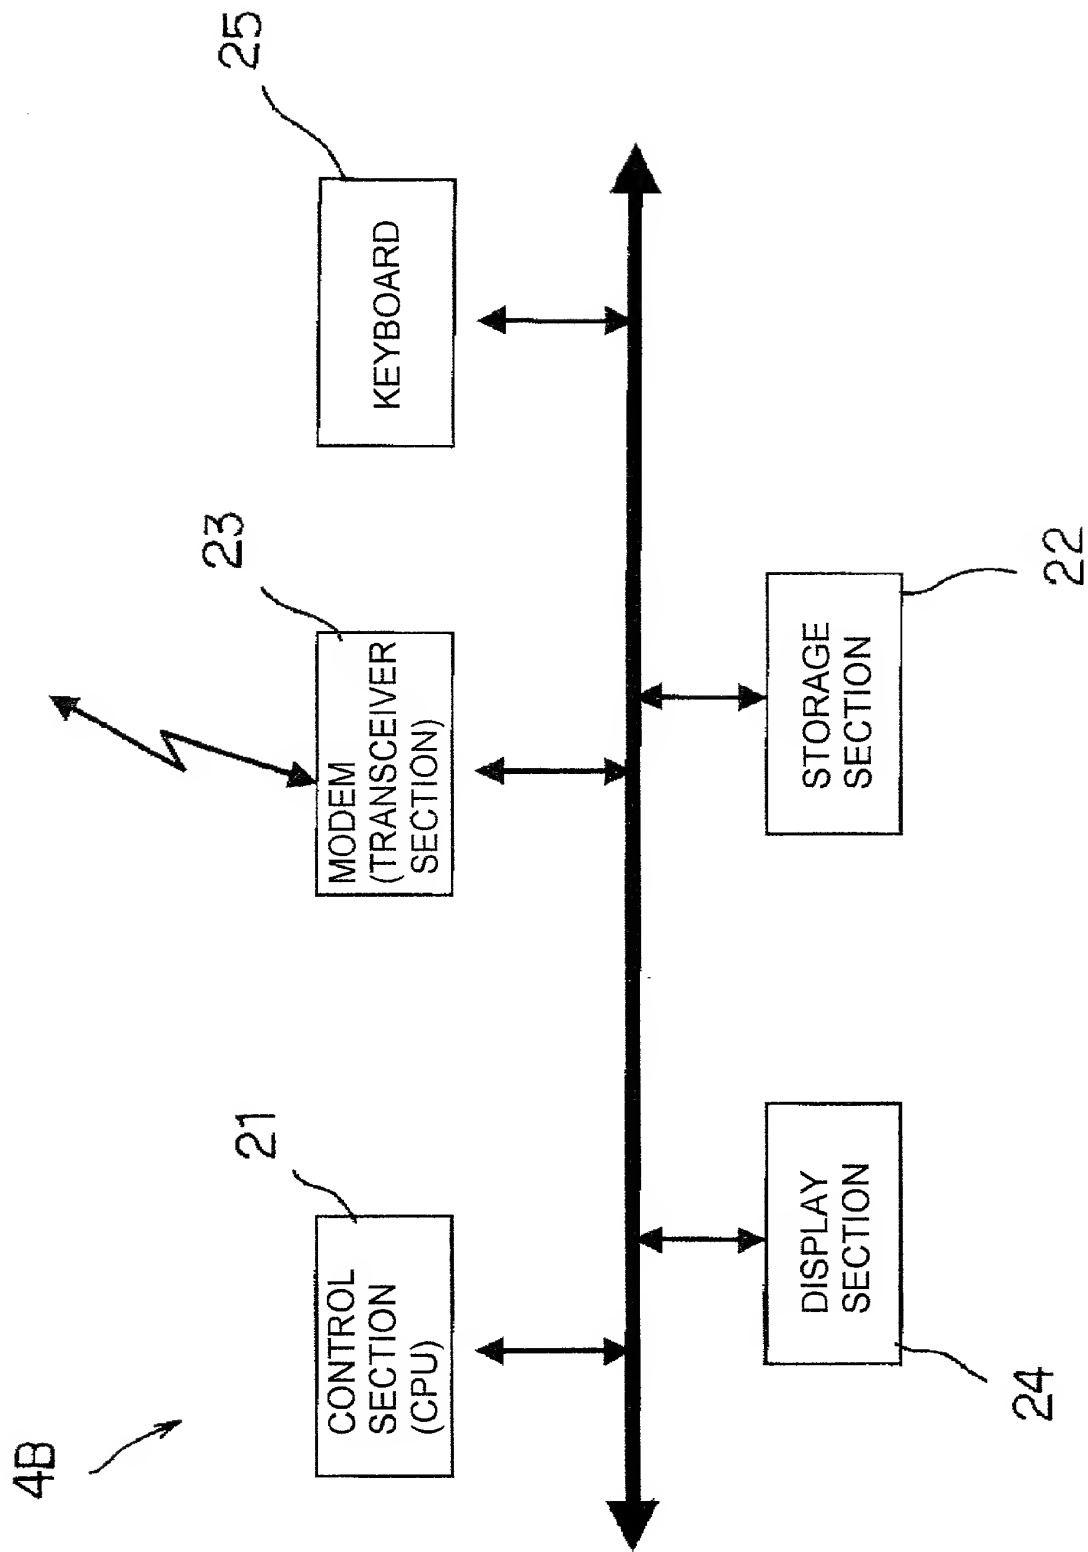 4B
21
CONTROL
SECTION
(CPU)
23
MODEM
(TRANSCEIVER
SECTION)
25
KEYBOARD
DISPLAY
SECTION
24
STORAGE
SECTION
22